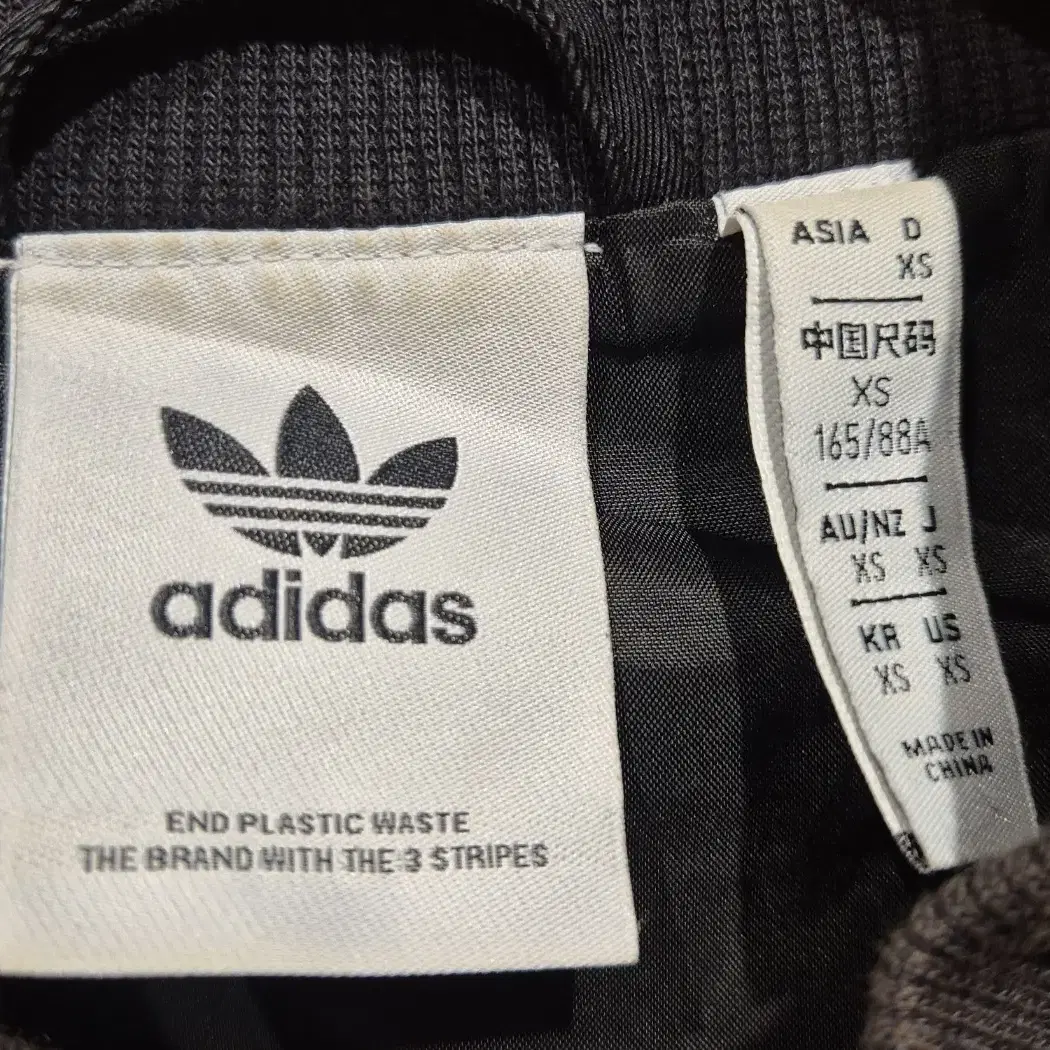 adidas
END PLASTIC WASTE
THE BRAND WITH THE 3 STRIPES
ASIA D
XS
中国尺码
XS
165/88A
AU/NZ J
XS XS
KR US
XS XS
MADE IN
CHINA